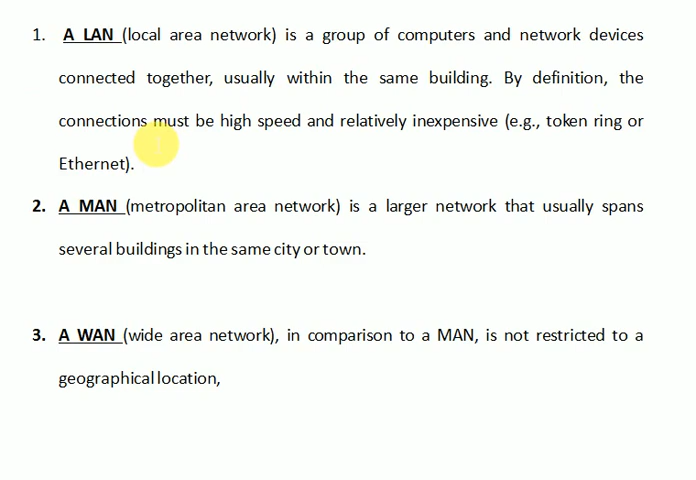 1. A LAN (local area network) is a group of computers and network devices
connected together, usually within the same building. By definition, the
connections must be high speed and relatively inexpensive (e.g., token ring or
Ethernet).
2. A MAN (metropolitan area network) is a larger network that usually spans
several buildings in the same city or town.
3. A WAN (wide area network), in comparison to a MAN, is not restricted to a
geographical location,